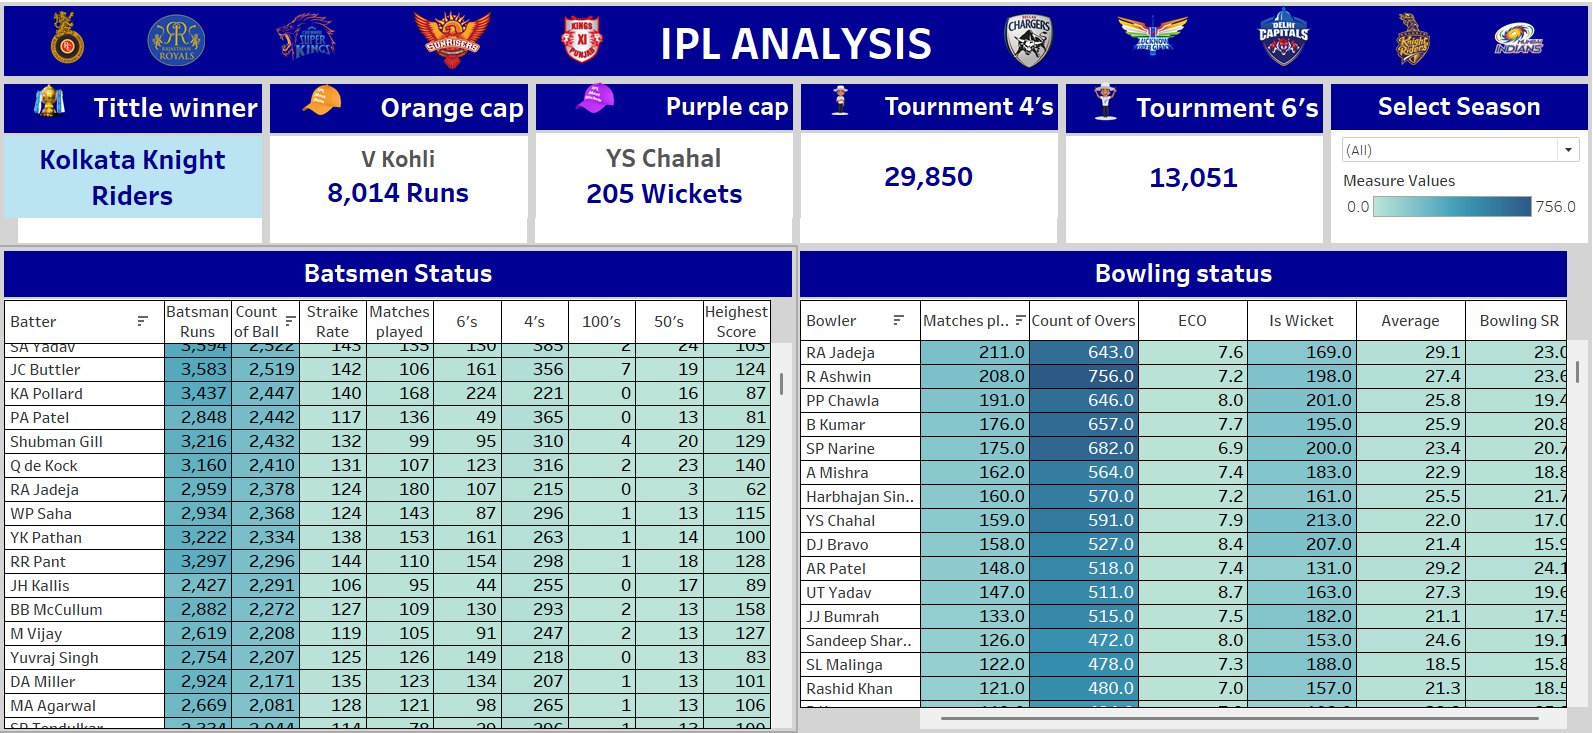 IPL ANALYSIS
RAJASTHAN
ROYALS
CHENNAI
SUPER
KINGS
SUNRISERS
KINGS
XI
PUNJAB
CHARGERS
DELHI
CAPITALS
Knight
Riders
INDIANS
Tittle winner
Orange cap
Purple cap
Tournment 4’s
Tournment 6’s
Select Season
Kolkata Knight
Riders
V Kohli
8,014 Runs
YS Chahal
205 Wickets
29,850
13,051
(All)
Measure Values
0.0 756.0
Batsmen Status
Batter Batsman Runs Count of Ball Straike Rate Matches played 6’s 4’s 100’s 50’s Heighest Score
SA Yadav 3,594 2,522 143 135 130 385 2 24 103
JC Buttler 3,583 2,519 142 106 161 356 7 19 124
KA Pollard 3,437 2,447 140 168 224 221 0 16 87
PA Patel 2,848 2,442 117 136 49 365 0 13 81
Shubman Gill 3,216 2,432 132 99 95 310 4 20 129
Q de Kock 3,160 2,410 131 107 123 316 2 23 140
RA Jadeja 2,959 2,378 124 180 107 215 0 3 62
WP Saha 2,934 2,368 124 143 87 296 1 13 115
YK Pathan 3,222 2,334 138 153 161 263 1 14 100
RR Pant 3,297 2,296 144 110 154 298 1 18 128
JH Kallis 2,427 2,291 106 95 44 255 0 17 89
BB McCullum 2,882 2,272 127 109 130 293 2 13 158
M Vijay 2,619 2,208 119 105 91 247 2 13 127
Yuvraj Singh 2,754 2,207 125 126 149 218 0 13 83
DA Miller 2,924 2,171 135 123 134 207 1 13 101
MA Agarwal 2,669 2,081 128 121 98 265 1 13 106
SR Tendulkar 2,334 2,044 114 78 29 296 1 13 100
Bowling status
Bowler Matches pl.. Count of Overs ECO Is Wicket Average Bowling SR
RA Jadeja 211.0 643.0 7.6 169.0 29.1 23.0
R Ashwin 208.0 756.0 7.2 198.0 27.4 23.6
PP Chawla 191.0 646.0 8.0 201.0 25.8 19.4
B Kumar 176.0 657.0 7.7 195.0 25.9 20.8
SP Narine 175.0 682.0 6.9 200.0 23.4 20.7
A Mishra 162.0 564.0 7.4 183.0 22.9 18.8
Harbhajan Sin.. 160.0 570.0 7.2 161.0 25.5 21.7
YS Chahal 159.0 591.0 7.9 213.0 22.0 17.0
DJ Bravo 158.0 527.0 8.4 207.0 21.4 15.9
AR Patel 148.0 518.0 7.4 131.0 29.2 24.1
UT Yadav 147.0 511.0 8.7 163.0 27.3 19.6
JJ Bumrah 133.0 515.0 7.5 182.0 21.1 17.5
Sandeep Shar.. 126.0 472.0 8.0 153.0 24.6 19.1
SL Malinga 122.0 478.0 7.3 188.0 18.5 15.8
Rashid Khan 121.0 480.0 7.0 157.0 21.3 18.5